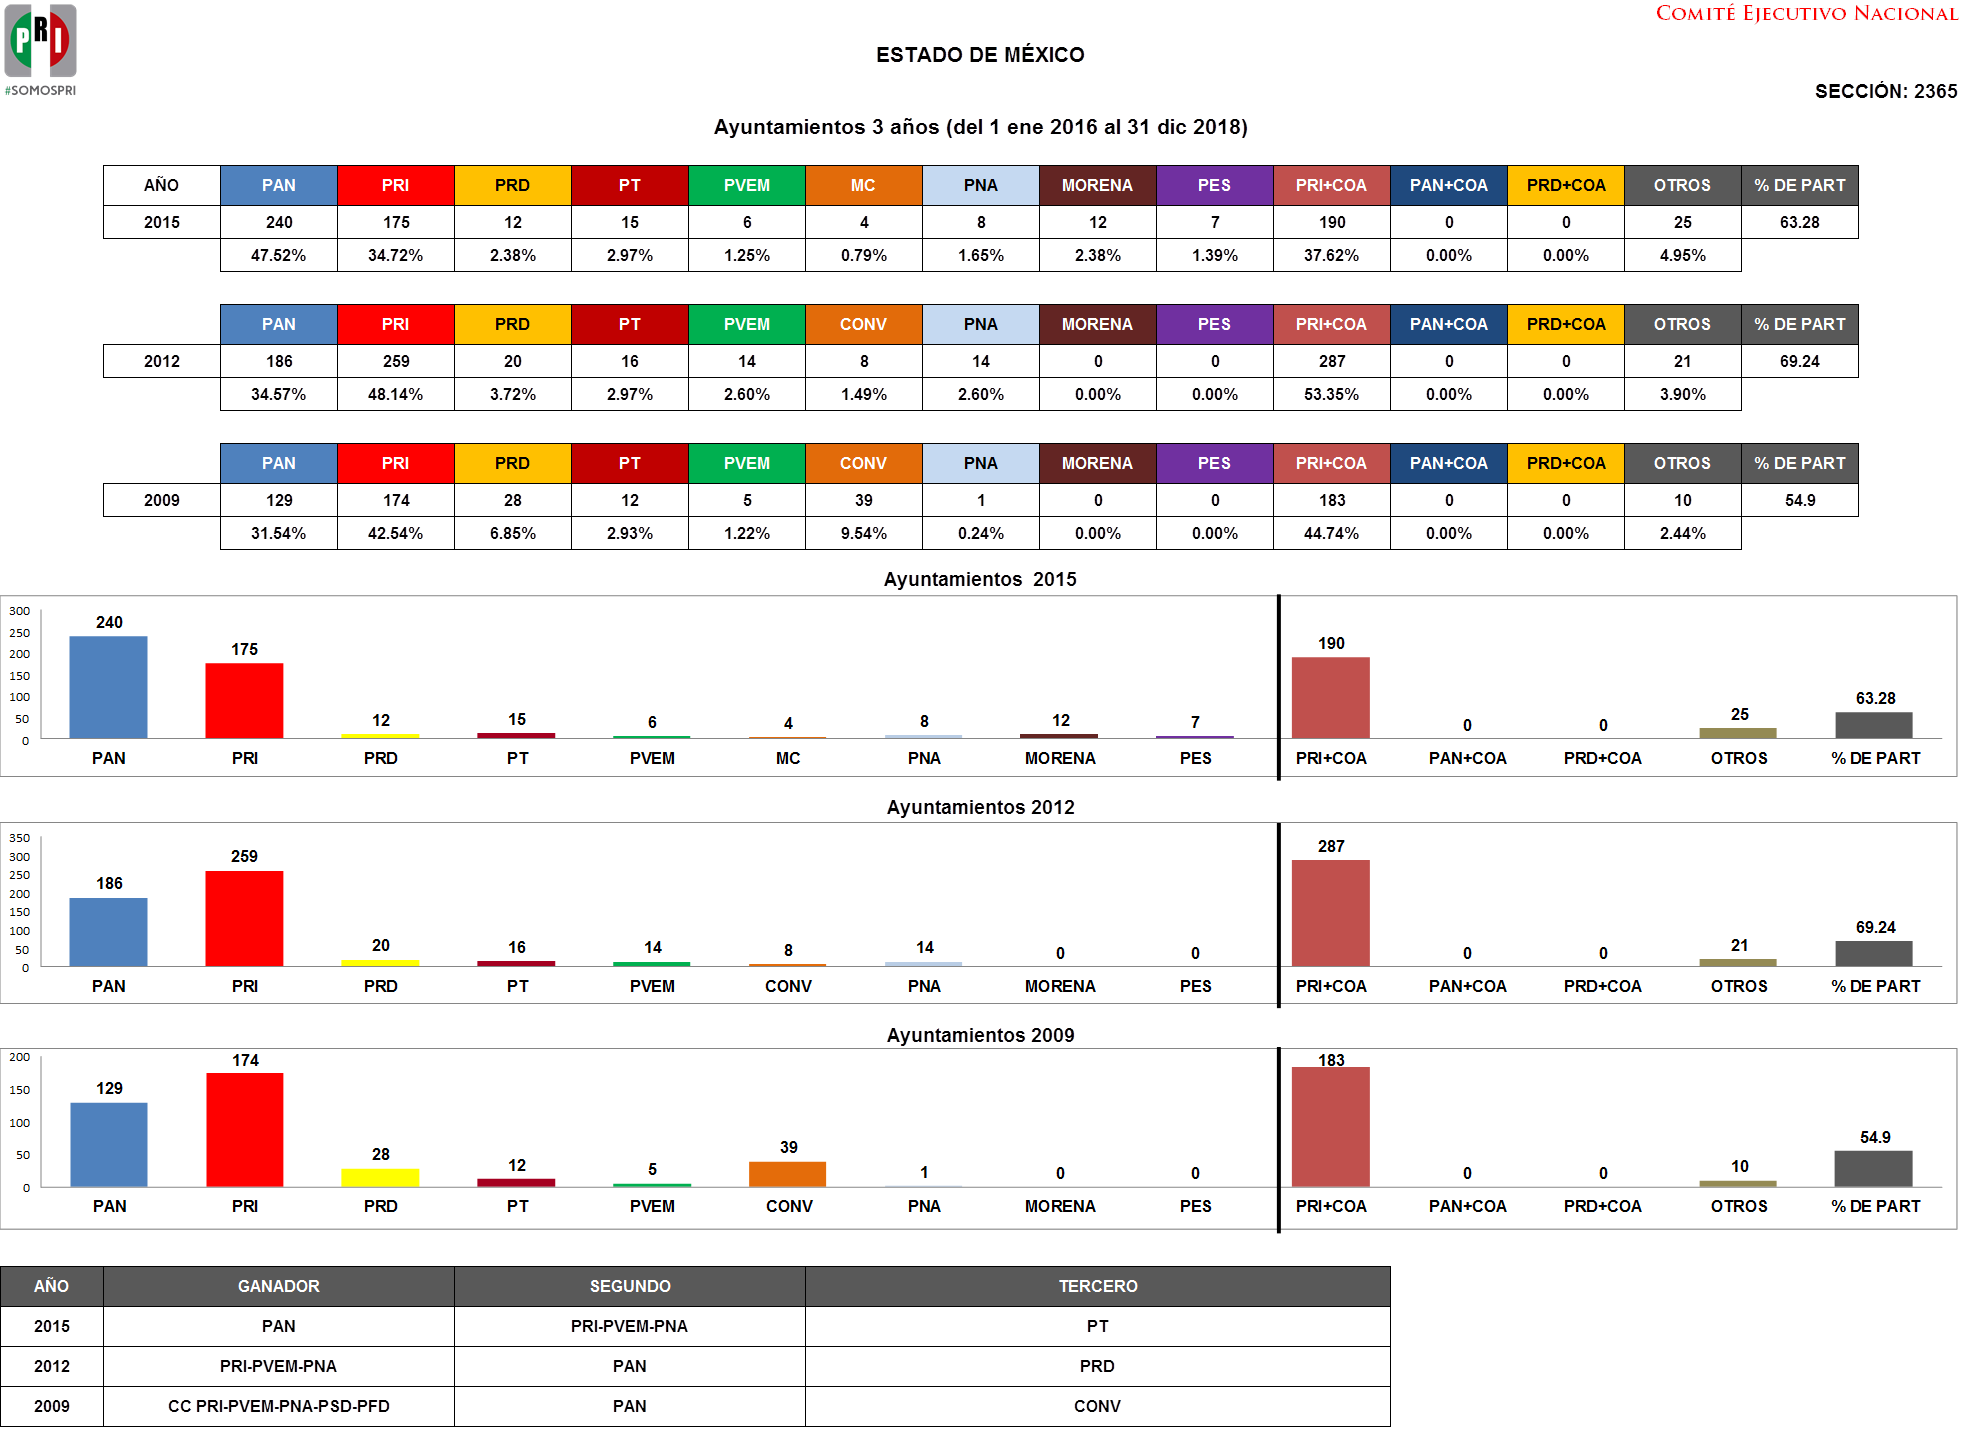 PRI
#SOMOSPRI
COMITÉ EJECUTIVO NACIONAL
ESTADO DE MÉXICO
SECCIÓN: 2365
Ayuntamientos 3 años (del 1 ene 2016 al 31 dic 2018)
AÑO PAN PRI PRD PT PVEM MC PNA MORENA PES PRI+COA PAN+COA PRD+COA OTROS % DE PART
2015 240 175 12 15 6 4 8 12 7 190 0 0 25 63.28
47.52% 34.72% 2.38% 2.97% 1.25% 0.79% 1.65% 2.38% 1.39% 37.62% 0.00% 0.00% 4.95%
PAN PRI PRD PT PVEM CONV PNA MORENA PES PRI+COA PAN+COA PRD+COA OTROS % DE PART
2012 186 259 20 16 14 8 14 0 0 287 0 0 21 69.24
34.57% 48.14% 3.72% 2.97% 2.60% 1.49% 2.60% 0.00% 0.00% 53.35% 0.00% 0.00% 3.90%
PAN PRI PRD PT PVEM CONV PNA MORENA PES PRI+COA PAN+COA PRD+COA OTROS % DE PART
2009 129 174 28 12 5 39 1 0 0 183 0 0 10 54.9
31.54% 42.54% 6.85% 2.93% 1.22% 9.54% 0.24% 0.00% 0.00% 44.74% 0.00% 0.00% 2.44%
Ayuntamientos 2015
300
250
200
150
100
50
0
240 175 12 15 6 4 8 12 7 190 0 0 25 63.28
PAN PRI PRD PT PVEM MC PNA MORENA PES PRI+COA PAN+COA PRD+COA OTROS % DE PART
Ayuntamientos 2012
350
300
250
200
150
100
50
0
186 259 20 16 14 8 14 0 0 287 0 0 21 69.24
PAN PRI PRD PT PVEM CONV PNA MORENA PES PRI+COA PAN+COA PRD+COA OTROS % DE PART
Ayuntamientos 2009
200
150
100
50
0
129 174 28 12 5 39 1 0 0 183 0 0 10 54.9
PAN PRI PRD PT PVEM CONV PNA MORENA PES PRI+COA PAN+COA PRD+COA OTROS % DE PART
AÑO GANADOR SEGUNDO TERCERO
2015 PAN PRI-PVEM-PNA PT
2012 PRI-PVEM-PNA PAN PRD
2009 CC PRI-PVEM-PNA-PSD-PFD PAN CONV